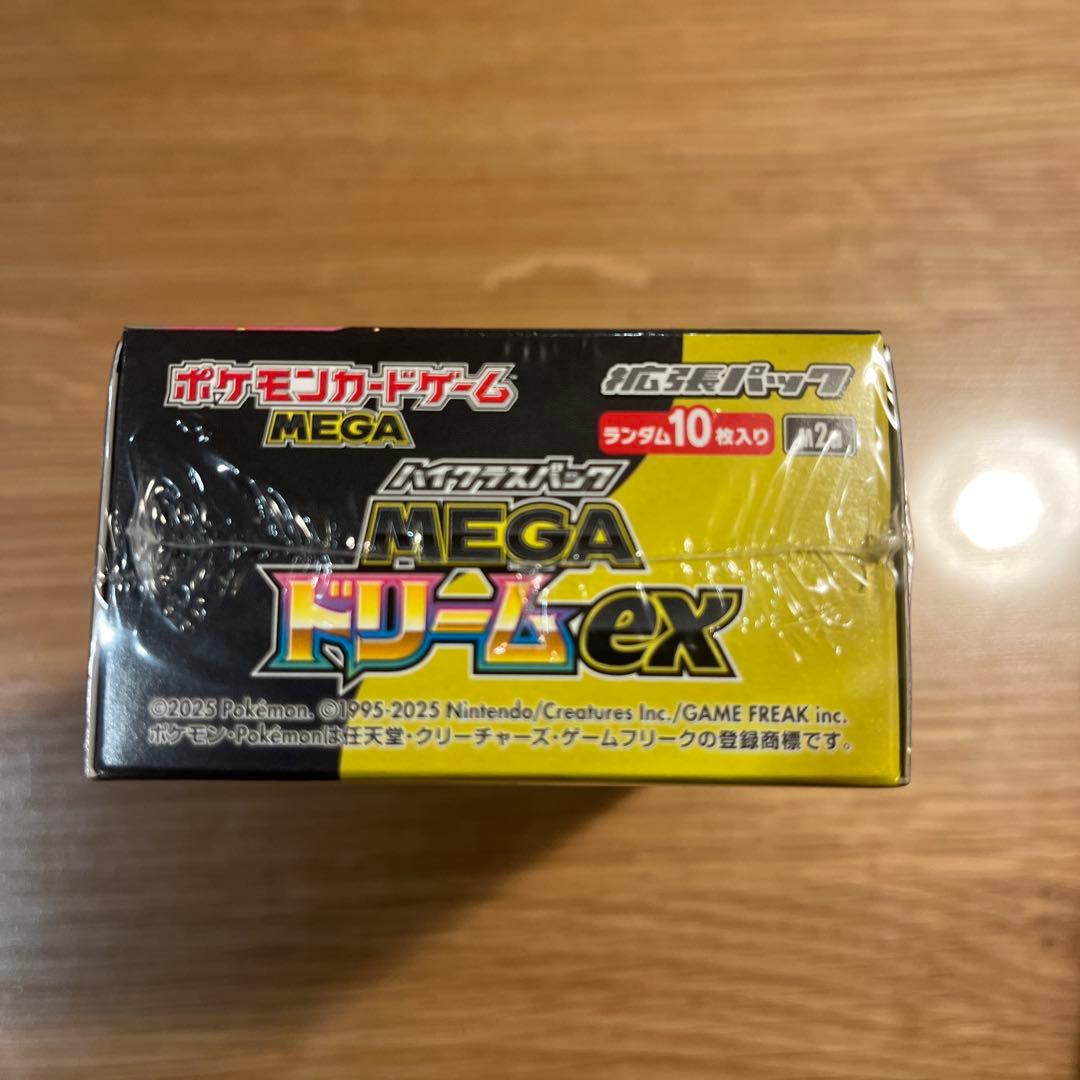 ポケモンカードゲーム
MEGA
拡張パック
ランダム10枚入り
M2a
ハイクラスパック
MEGA
ドリームex
©2025 Pokémon. ©1995-2025 Nintendo/Creatures Inc./GAME FREAK inc.
ポケモン・Pokémonは任天堂・クリーチャーズ・ゲームフリークの登録商標です。